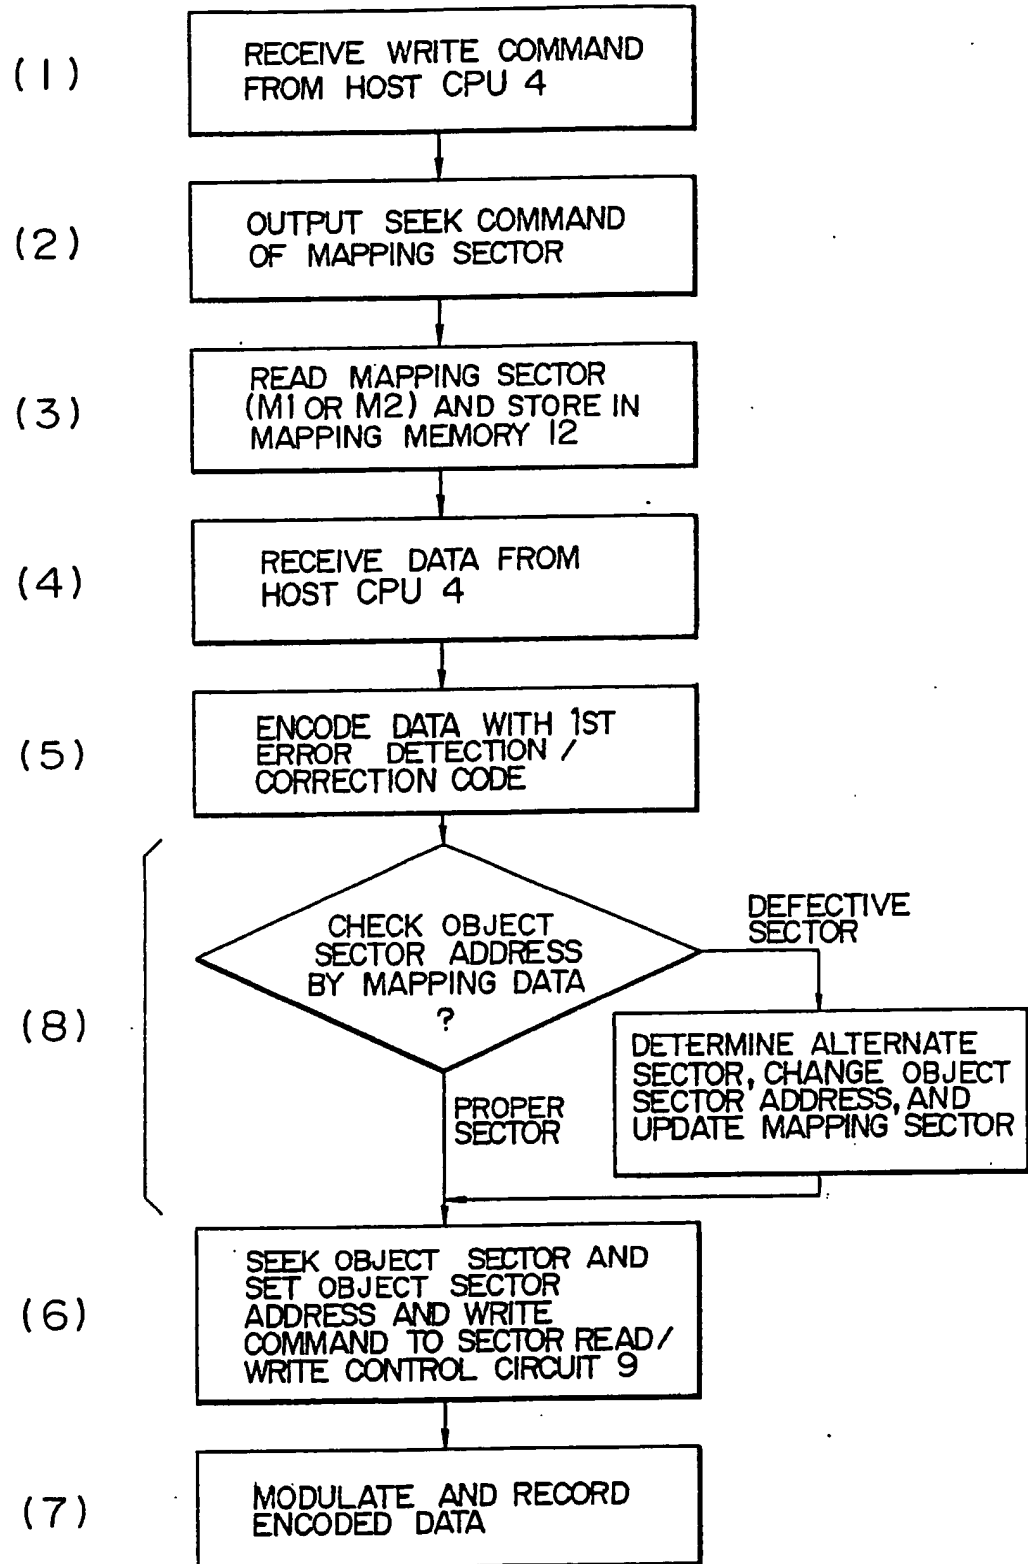 (1)
RECEIVE WRITE COMMAND
FROM HOST CPU 4
(2)
OUTPUT SEEK COMMAND
OF MAPPING SECTOR
(3)
READ MAPPING SECTOR
(M1 OR M2) AND STORE IN
MAPPING MEMORY 12
(4)
RECEIVE DATA FROM
HOST CPU 4
(5)
ENCODE DATA WITH 1ST
ERROR DETECTION /
CORRECTION CODE
(8)
CHECK OBJECT
SECTOR ADDRESS
BY MAPPING DATA
?
DEFECTIVE
SECTOR
DETERMINE ALTERNATE
SECTOR, CHANGE OBJECT
SECTOR ADDRESS, AND
UPDATE MAPPING SECTOR
PROPER
SECTOR
(6)
SEEK OBJECT SECTOR AND
SET OBJECT SECTOR
ADDRESS AND WRITE
COMMAND TO SECTOR READ/
WRITE CONTROL CIRCUIT 9
(7)
MODULATE AND RECORD
ENCODED DATA